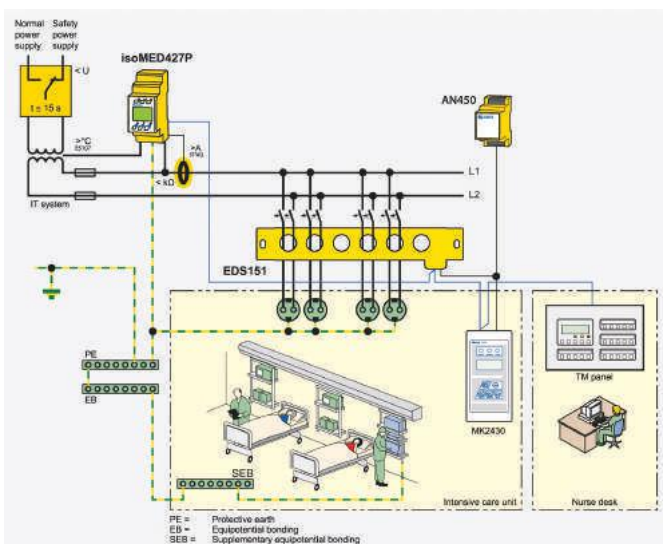 Normal Safety
power power
supply supply
isoMED427P
< U
t ≤ 15 s
AN450
>°C
ES107
>A
< kΩ
L1
L2
IT system
EDS151
PE
EB
TM panel
MK2430
SEB
Intensive care unit
Nurse desk
PE = Protective earth
EB = Equipotential bonding
SEB = Supplementary equipotential bonding